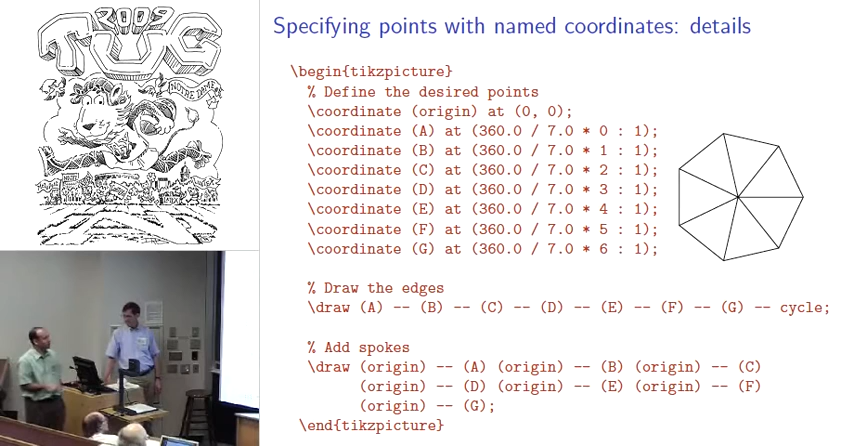 2009
TUG
NOTRE DAME
Specifying points with named coordinates: details
\begin{tikzpicture}
% Define the desired points
\coordinate (origin) at (0, 0);
\coordinate (A) at (360.0 / 7.0 * 0 : 1);
\coordinate (B) at (360.0 / 7.0 * 1 : 1);
\coordinate (C) at (360.0 / 7.0 * 2 : 1);
\coordinate (D) at (360.0 / 7.0 * 3 : 1);
\coordinate (E) at (360.0 / 7.0 * 4 : 1);
\coordinate (F) at (360.0 / 7.0 * 5 : 1);
\coordinate (G) at (360.0 / 7.0 * 6 : 1);
% Draw the edges
\draw (A) -- (B) -- (C) -- (D) -- (E) -- (F) -- (G) -- cycle;
% Add spokes
\draw (origin) -- (A) (origin) -- (B) (origin) -- (C)
(origin) -- (D) (origin) -- (E) (origin) -- (F)
(origin) -- (G);
\end{tikzpicture}